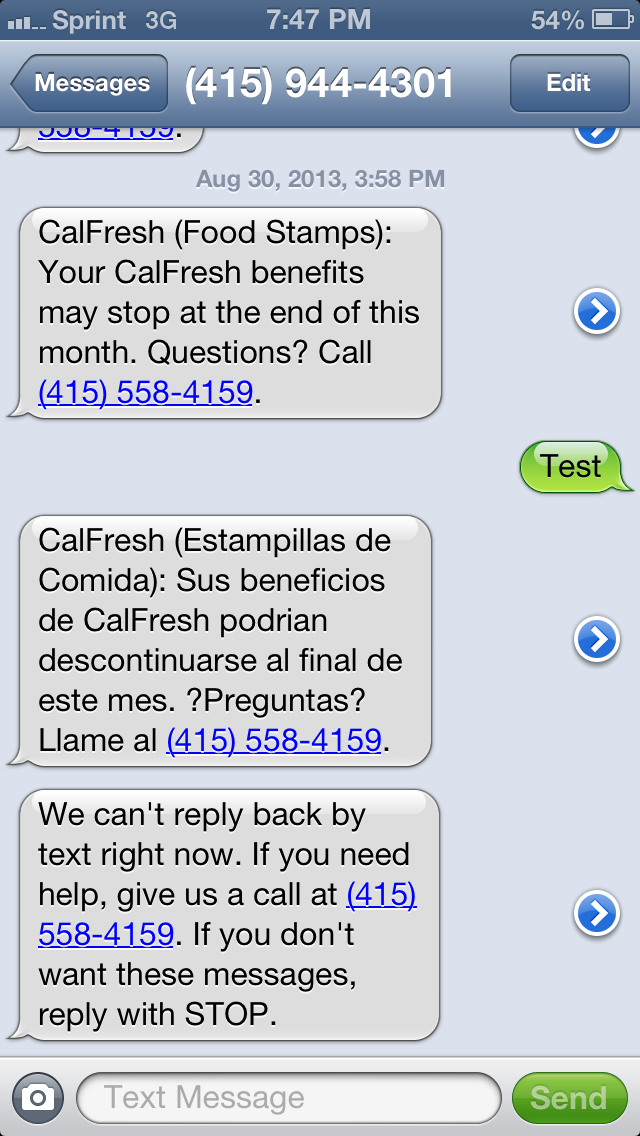 Sprint 3G 7:47 PM 54%
Messages (415) 944-4301 Edit
558-4159.
Aug 30, 2013, 3:58 PM
CalFresh (Food Stamps):
Your CalFresh benefits
may stop at the end of this
month. Questions? Call
(415) 558-4159.
Test
CalFresh (Estampillas de
Comida): Sus beneficios
de CalFresh podrian
descontinuarse al final de
este mes. ?Preguntas?
Llame al (415) 558-4159.
We can't reply back by
text right now. If you need
help, give us a call at (415)
558-4159. If you don't
want these messages,
reply with STOP.
Text Message Send